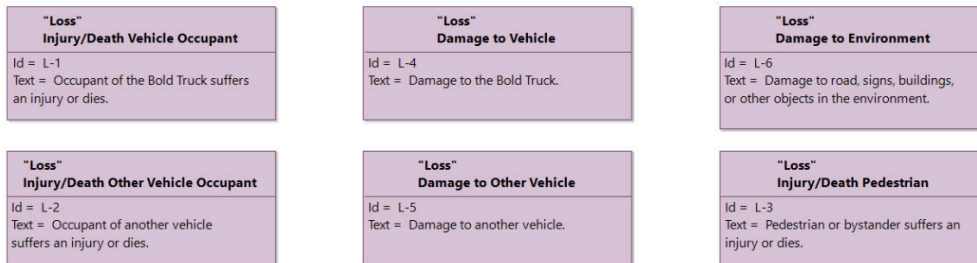 "Loss"
Injury/Death Vehicle Occupant
Id = L-1
Text = Occupant of the Bold Truck suffers
an injury or dies.
"Loss"
Damage to Vehicle
Id = L-4
Text = Damage to the Bold Truck.
"Loss"
Damage to Environment
Id = L-6
Text = Damage to road, signs, buildings,
or other objects in the environment.
"Loss"
Injury/Death Other Vehicle Occupant
Id = L-2
Text = Occupant of another vehicle
suffers an injury or dies.
"Loss"
Damage to Other Vehicle
Id = L-5
Text = Damage to another vehicle.
"Loss"
Injury/Death Pedestrian
Id = L-3
Text = Pedestrian or bystander suffers an
injury or dies.